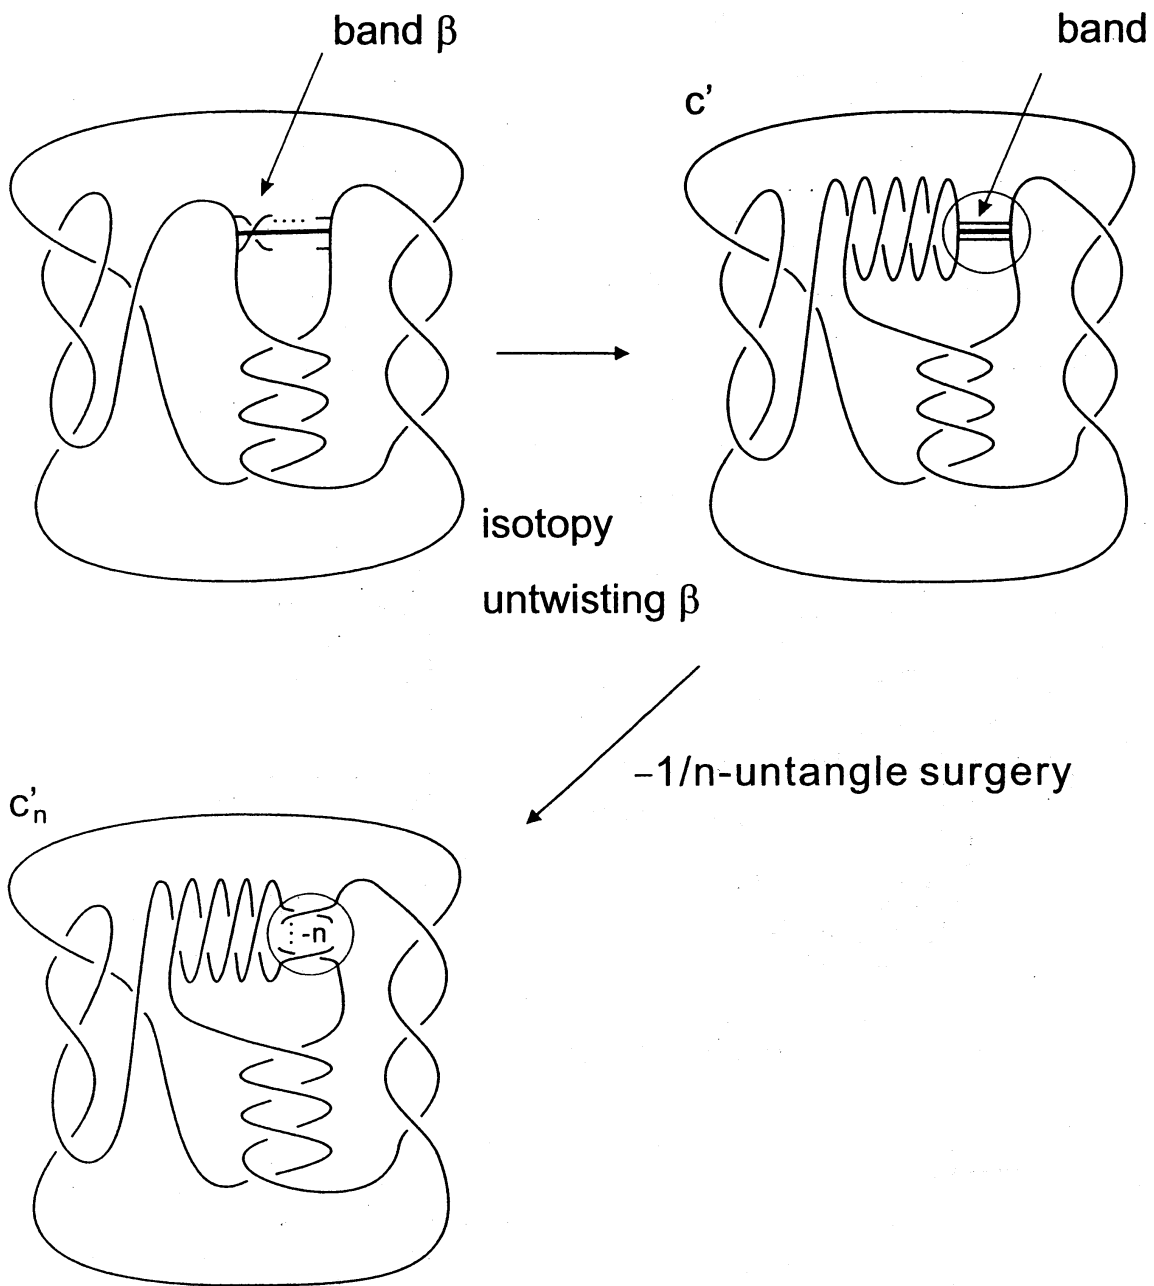 band β
band
c'
isotopy
untwisting β
−1/n-untangle surgery
c'n
-n